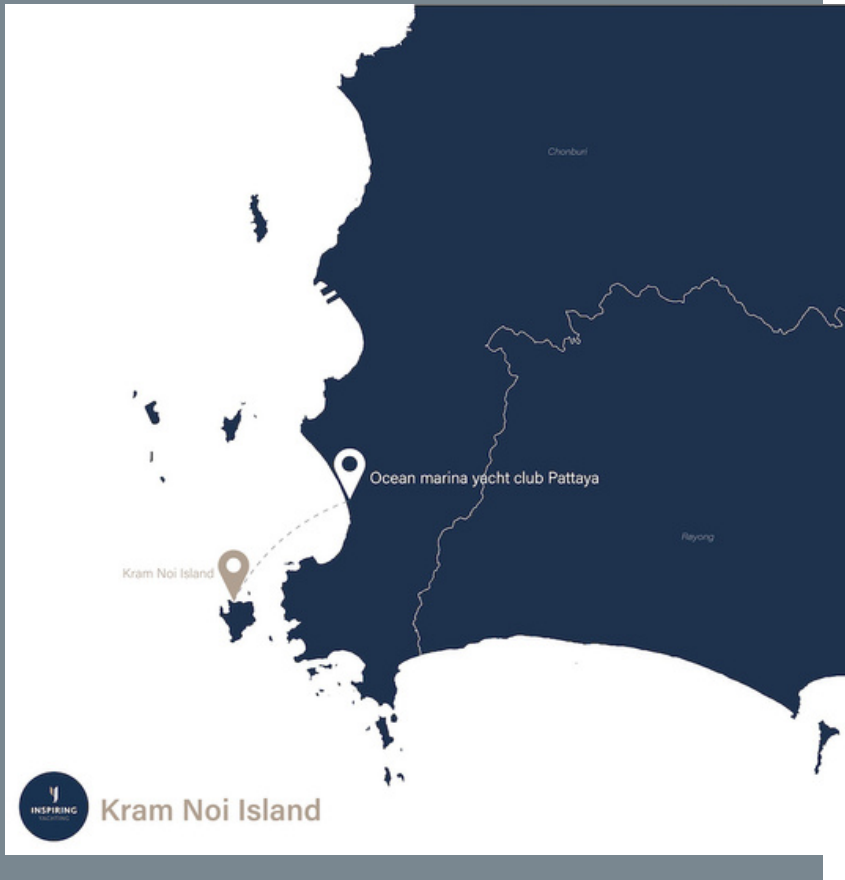 Chonburi
Ocean marina yacht club Pattaya
Rayong
Kram Noi Island
INSPIRING
YACHTING
Kram Noi Island